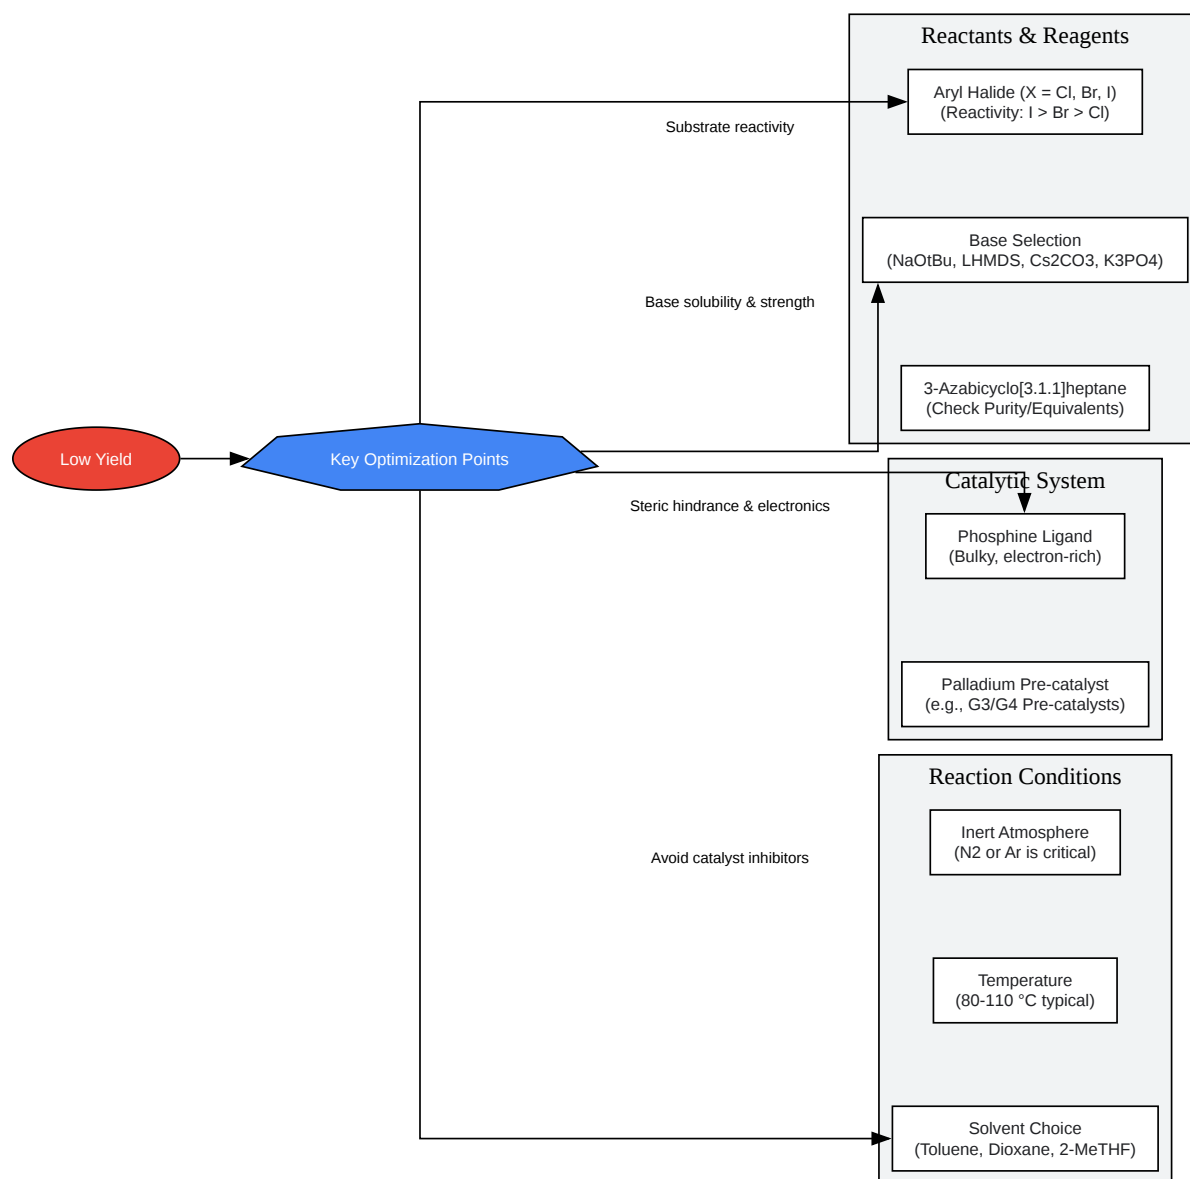 Reactants & Reagents
Aryl Halide (X = Cl, Br, I)
(Reactivity: I > Br > Cl)
Substrate reactivity
Base Selection
(NaOtBu, LHMDS, Cs2CO3, K3PO4)
Base solubility & strength
3-Azabicyclo[3.1.1]heptane
(Check Purity/Equivalents)
Low Yield
Key Optimization Points
Catalytic System
Steric hindrance & electronics
Phosphine Ligand
(Bulky, electron-rich)
Palladium Pre-catalyst
(e.g., G3/G4 Pre-catalysts)
Reaction Conditions
Inert Atmosphere
(N2 or Ar is critical)
Avoid catalyst inhibitors
Temperature
(80-110 °C typical)
Solvent Choice
(Toluene, Dioxane, 2-MeTHF)